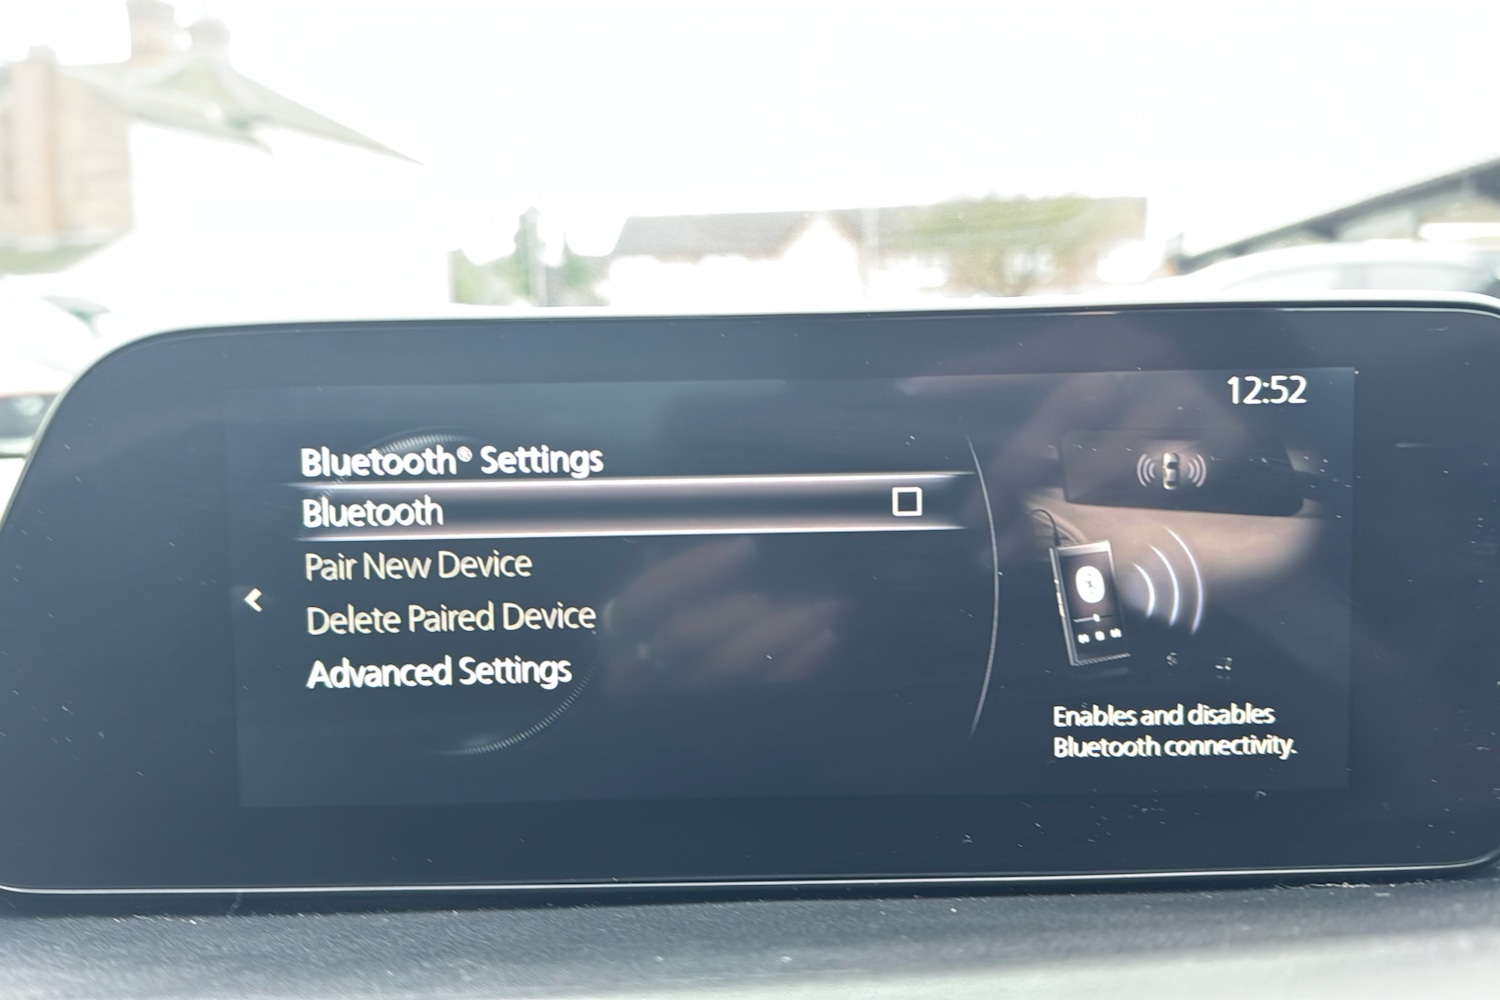 12:52
Bluetooth® Settings
Bluetooth
Pair New Device
Delete Paired Device
Advanced Settings
Enables and disables
Bluetooth connectivity.